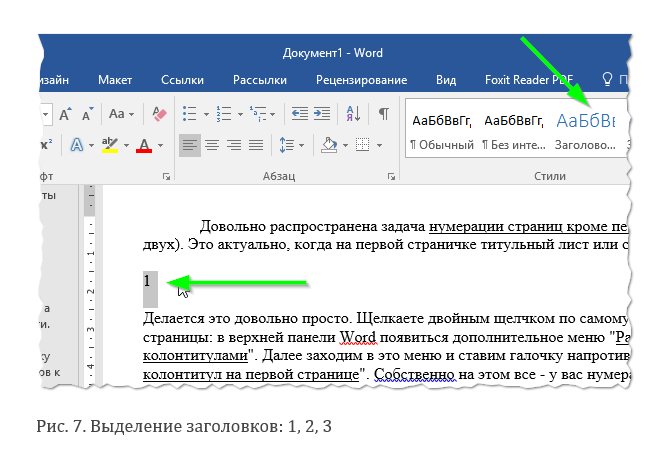 Документ1 - Word
изайн Макет Ссылки Рассылки Рецензирование Вид Foxit Reader PDF
Aa
АаБбВвГг, АаБбВвГг, АаБбВв
¶ Обычный ¶ Без инте... Заголово...
фт Абзац Стили
ты
Довольно распространена задача нумерации страниц кроме пе
двух). Это актуально, когда на первой страничке титульный лист или с
1
Делается это довольно просто. Щелкаете двойным щелчком по самому
страницы: в верхней панели Word появиться дополнительное меню "Ра
колонтитулами". Далее заходим в это меню и ставим галочку напротив
колонтитул на первой странице". Собственно на этом все - у вас нумера
а
ти.
ку
ов к
Рис. 7. Выделение заголовков: 1, 2, 3